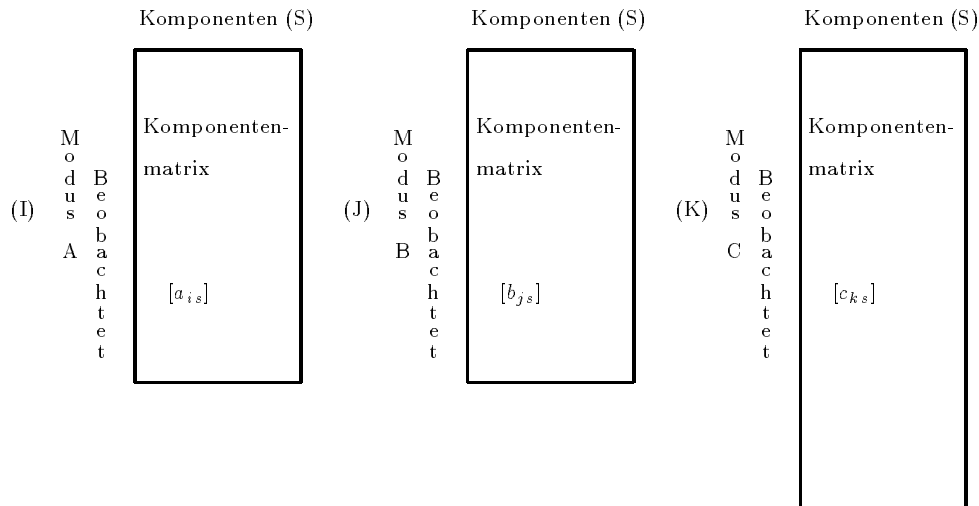 Komponenten (S)
Komponenten (S)
Komponenten (S)
(I)
Modus A
Beobachtet
Komponenten-
matrix
[a_{is}]
(J)
Modus B
Beobachtet
Komponenten-
matrix
[b_{js}]
(K)
Modus C
Beobachtet
Komponenten-
matrix
[c_{ks}]